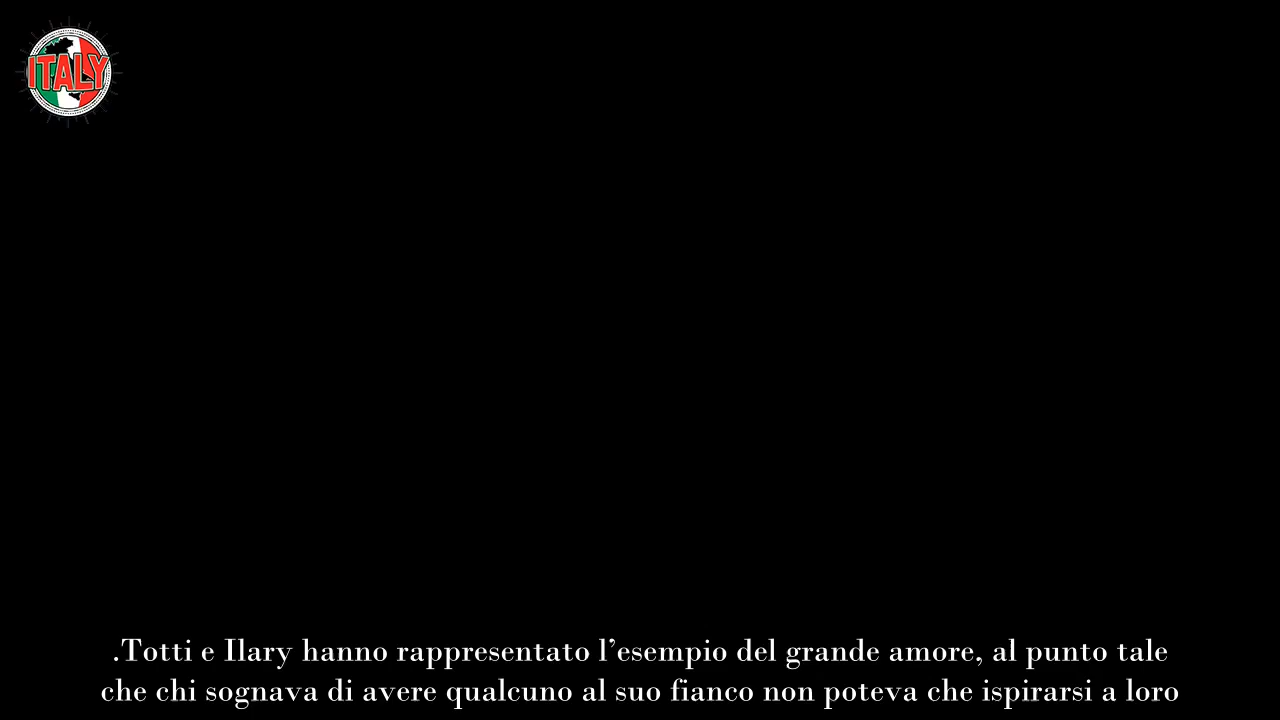 ITALY
.Totti e Ilary hanno rappresentato l’esempio del grande amore, al punto tale
che chi sognava di avere qualcuno al suo fianco non poteva che ispirarsi a loro